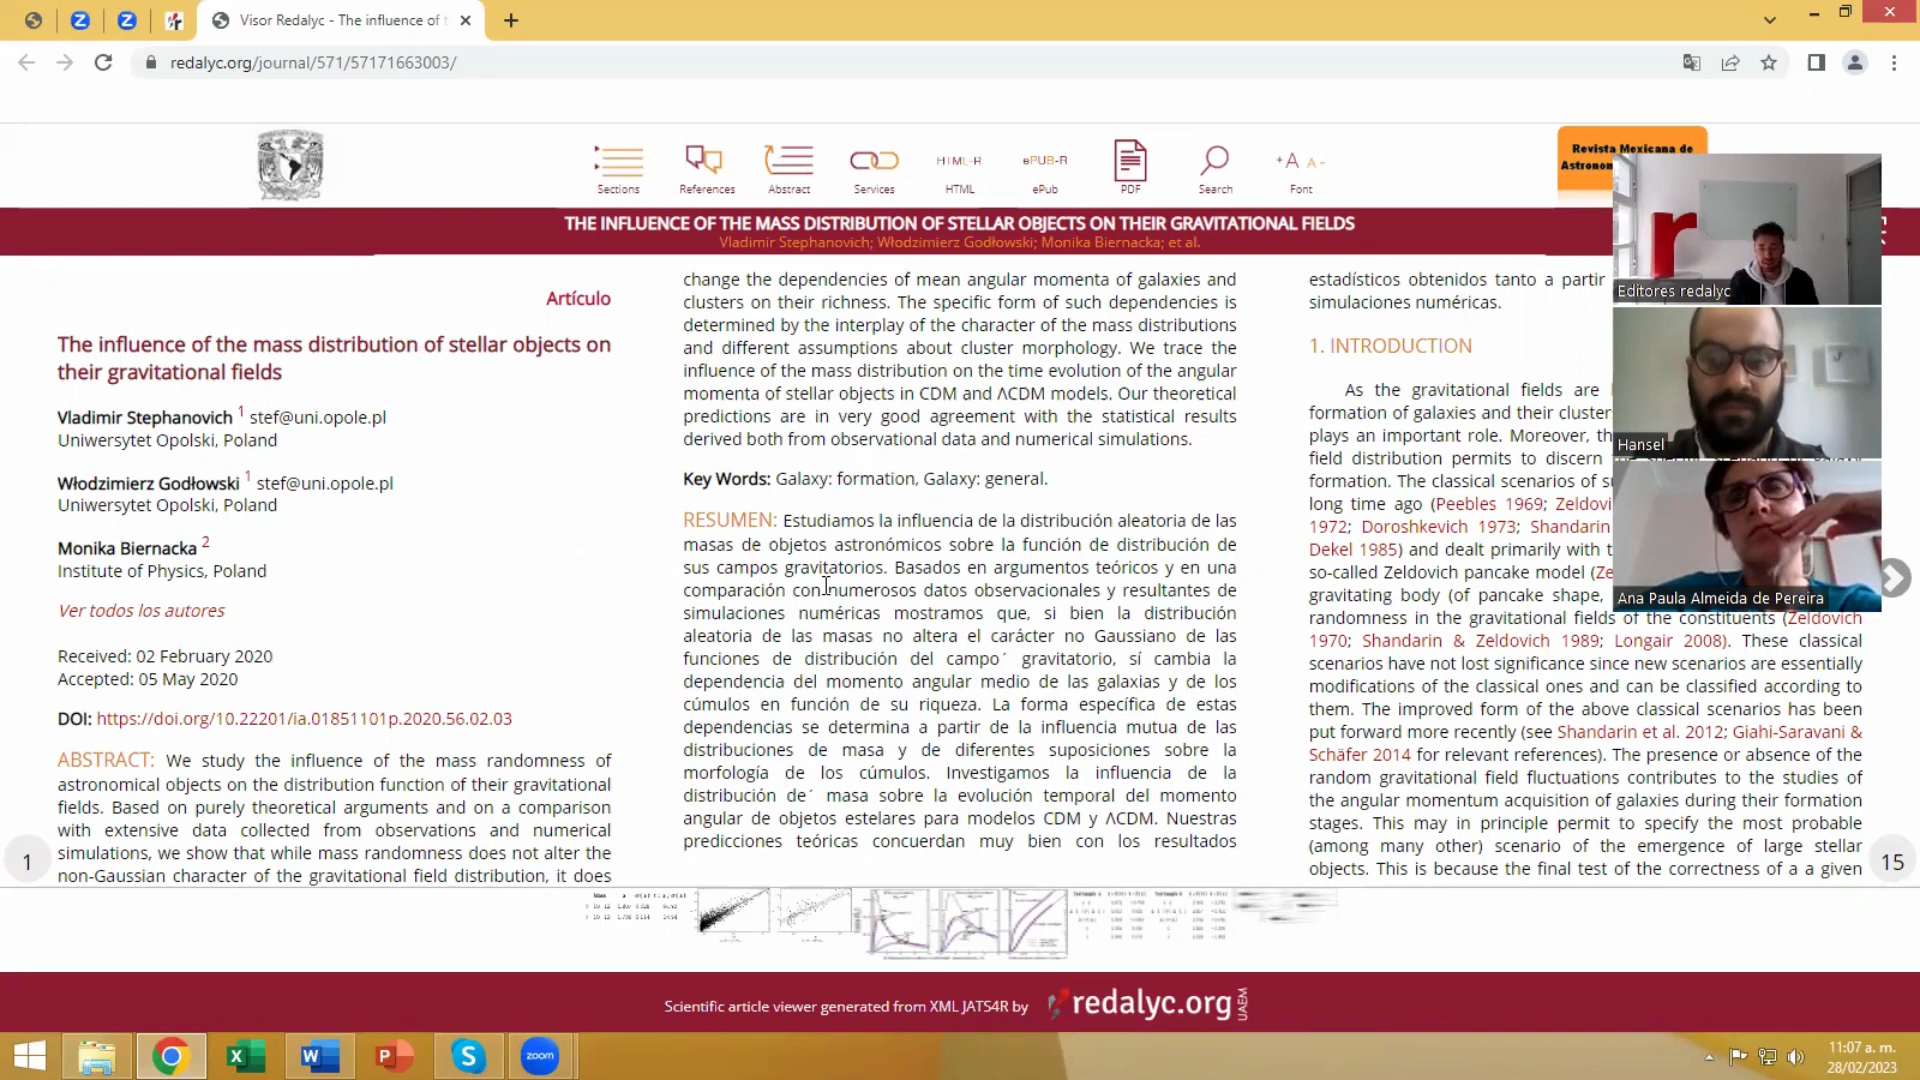 Visor Redalyc - The influence of t
redalyc.org/journal/571/57171663003/
Sections
References
Abstract
Services
HTML-R
HTML
ePUB-R
ePub
PDF
Search
+A A-
Font
Revista Mexicana de
THE INFLUENCE OF THE MASS DISTRIBUTION OF STELLAR OBJECTS ON THEIR GRAVITATIONAL FIELDS
Vladimir Stephanovich; Włodzimierz Godłowski; Monika Biernacka; et al.
Artículo
The influence of the mass distribution of stellar objects on
their gravitational fields
Vladimir Stephanovich 1 stef@uni.opole.pl
Uniwersytet Opolski, Poland
Włodzimierz Godłowski 1 stef@uni.opole.pl
Uniwersytet Opolski, Poland
Monika Biernacka 2
Institute of Physics, Poland
Ver todos los autores
Received: 02 February 2020
Accepted: 05 May 2020
DOI: https://doi.org/10.22201/ia.01851101p.2020.56.02.03
ABSTRACT: We study the influence of the mass randomness of
astronomical objects on the distribution function of their gravitational
fields. Based on purely theoretical arguments and on a comparison
with extensive data collected from observations and numerical
simulations, we show that while mass randomness does not alter the
non-Gaussian character of the gravitational field distribution, it does
1
change the dependencies of mean angular momenta of galaxies and
clusters on their richness. The specific form of such dependencies is
determined by the interplay of the character of the mass distributions
and different assumptions about cluster morphology. We trace the
influence of the mass distribution on the time evolution of the angular
momenta of stellar objects in CDM and ΛCDM models. Our theoretical
predictions are in very good agreement with the statistical results
derived both from observational data and numerical simulations.
Key Words: Galaxy: formation, Galaxy: general.
RESUMEN: Estudiamos la influencia de la distribución aleatoria de las
masas de objetos astronómicos sobre la función de distribución de
sus campos gravitatorios. Basados en argumentos teóricos y en una
comparación con numerosos datos observacionales y resultantes de
simulaciones numéricas mostramos que, si bien la distribución
aleatoria de las masas no altera el carácter no Gaussiano de las
funciones de distribución del campo´ gravitatorio, sí cambia la
dependencia del momento angular medio de las galaxias y de los
cúmulos en función de su riqueza. La forma específica de estas
dependencias se determina a partir de la influencia mutua de las
distribuciones de masa y de diferentes suposiciones sobre la
morfología de los cúmulos. Investigamos la influencia de la
distribución de´ masa sobre la evolución temporal del momento
angular de objetos estelares para modelos CDM y ΛCDM. Nuestras
predicciones teóricas concuerdan muy bien con los resultados
estadísticos obtenidos tanto a partir
simulaciones numéricas.
1. INTRODUCTION
As the gravitational fields are
formation of galaxies and their cluster
plays an important role. Moreover, th
field distribution permits to discern
formation. The classical scenarios of s
long time ago (Peebles 1969; Zeldovi
1972; Doroshkevich 1973; Shandarin
Dekel 1985) and dealt primarily with t
so-called Zeldovich pancake model (Ze
gravitating body (of pancake shape,
randomness in the gravitational fields of the constituents (Zeldovich
1970; Shandarin & Zeldovich 1989; Longair 2008). These classical
scenarios have not lost significance since new scenarios are essentially
modifications of the classical ones and can be classified according to
them. The improved form of the above classical scenarios has been
put forward more recently (see Shandarin et al. 2012; Giahi-Saravani &
Schäfer 2014 for relevant references). The presence or absence of the
random gravitational field fluctuations contributes to the studies of
the angular momentum acquisition of galaxies during their formation
stages. This may in principle permit to specify the most probable
(among many other) scenario of the emergence of large stellar
objects. This is because the final test of the correctness of a a given
15
Editores redalyc
Hansel
Ana Paula Almeida de Pereira
Scientific article viewer generated from XML JATS4R by
redalyc.org
UAEM
zoom
11:07 a. m.
28/02/2023